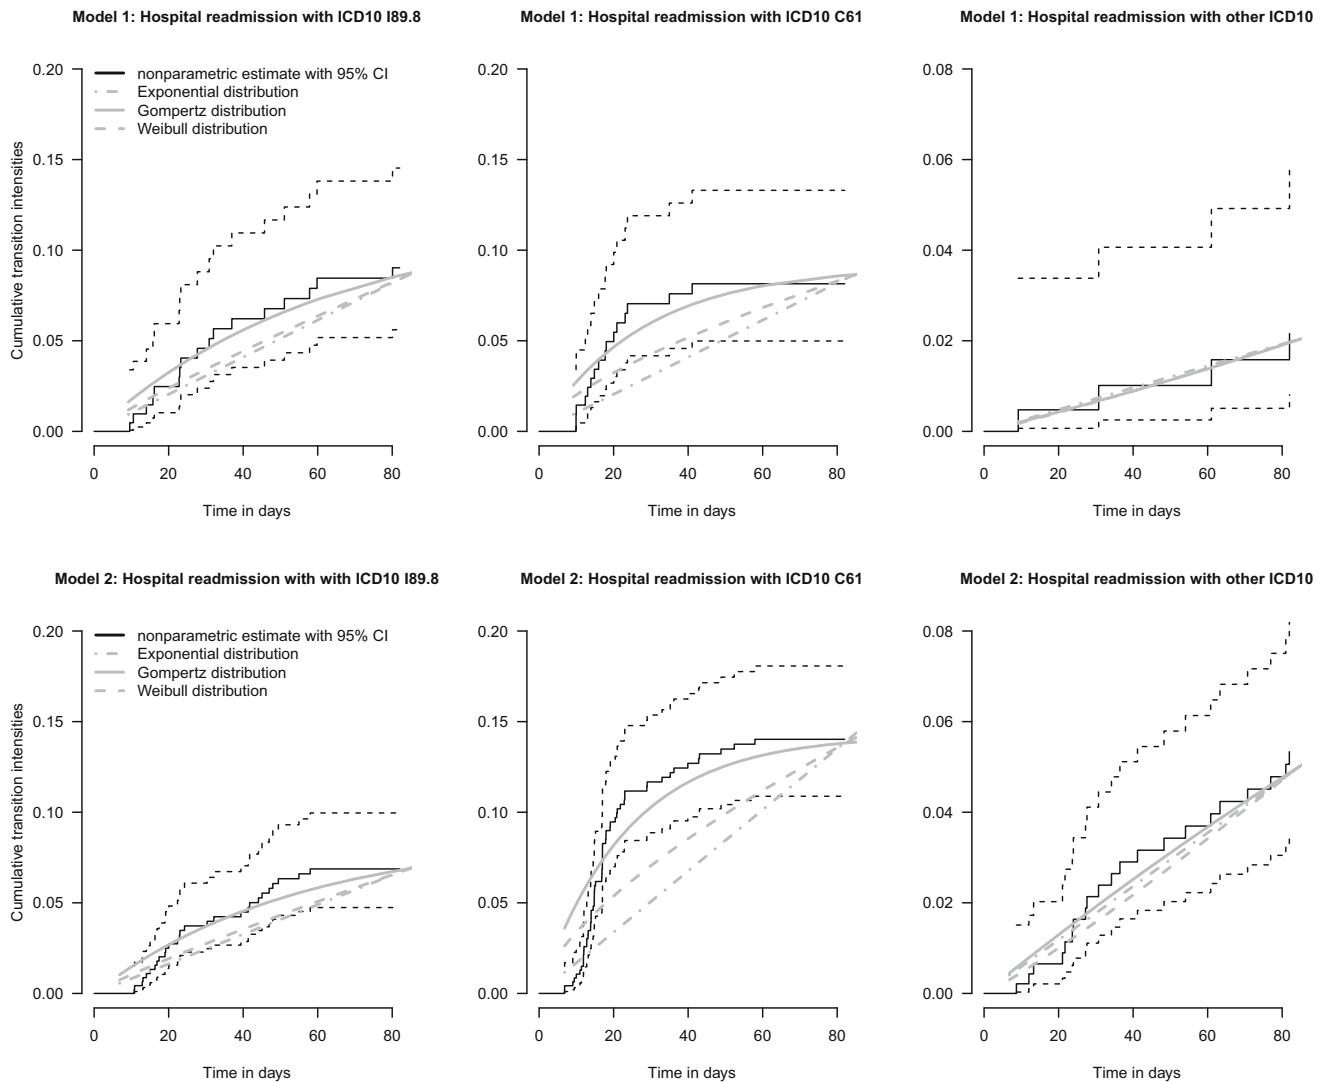 Model 1: Hospital readmission with ICD10 I89.8
Cumulative transition intensities
0.20
0.15
0.10
0.05
0.00
nonparametric estimate with 95% CI
Exponential distribution
Gompertz distribution
Weibull distribution
0 20 40 60 80
Time in days
Model 1: Hospital readmission with ICD10 C61
0.20
0.15
0.10
0.05
0.00
0 20 40 60 80
Time in days
Model 1: Hospital readmission with other ICD10
0.08
0.06
0.04
0.02
0.00
0 20 40 60 80
Time in days
Model 2: Hospital readmission with with ICD10 I89.8
Cumulative transition intensities
0.20
0.15
0.10
0.05
0.00
nonparametric estimate with 95% CI
Exponential distribution
Gompertz distribution
Weibull distribution
0 20 40 60 80
Time in days
Model 2: Hospital readmission with ICD10 C61
0.20
0.15
0.10
0.05
0.00
0 20 40 60 80
Time in days
Model 2: Hospital readmission with other ICD10
0.08
0.06
0.04
0.02
0.00
0 20 40 60 80
Time in days